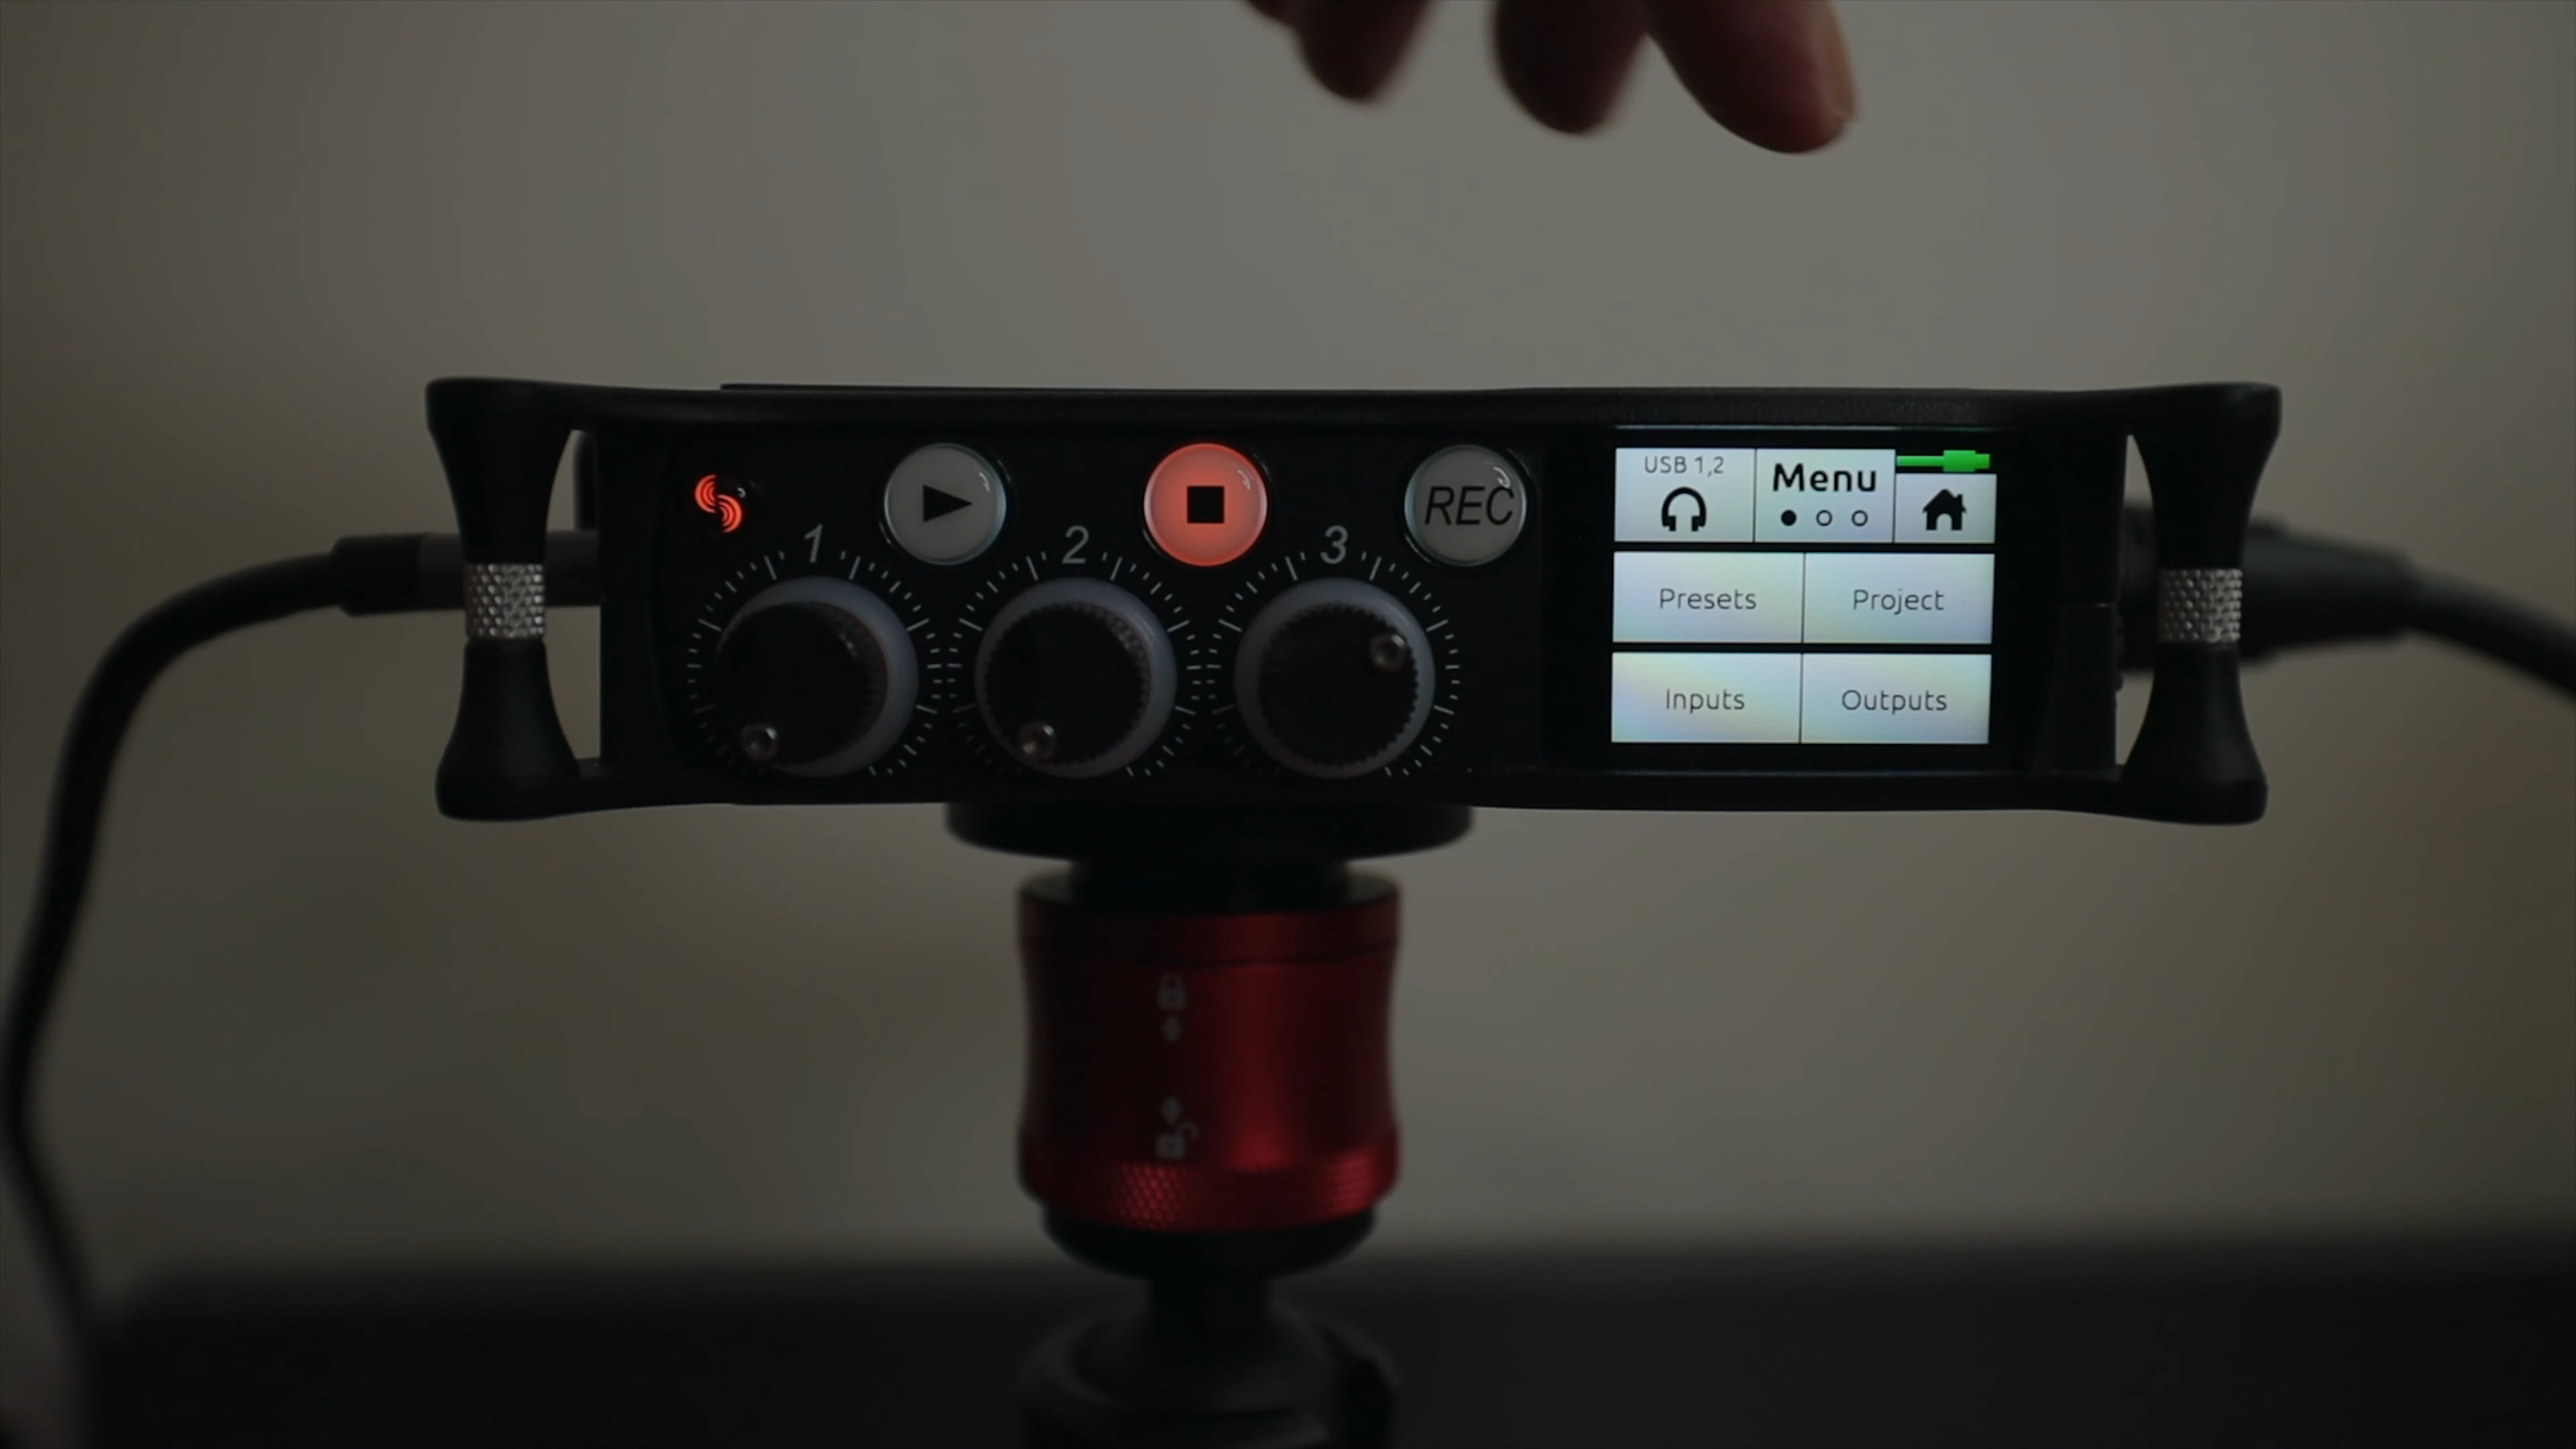 REC
1
2
3
USB 1,2
Menu
Presets
Project
Inputs
Outputs